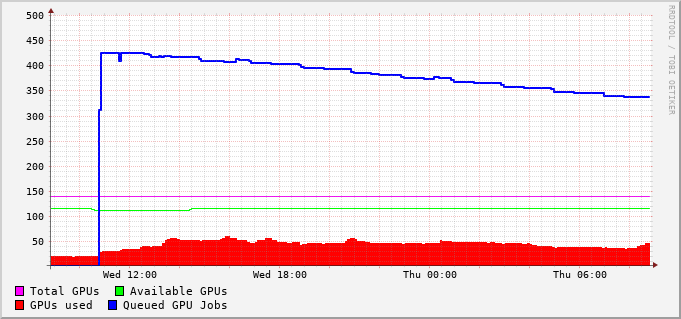 500
450
400
350
300
250
200
150
100
50
Wed 12:00 Wed 18:00 Thu 00:00 Thu 06:00
Total GPUs Available GPUs
GPUs used Queued GPU Jobs
RRDTOOL / TOBI OETIKER